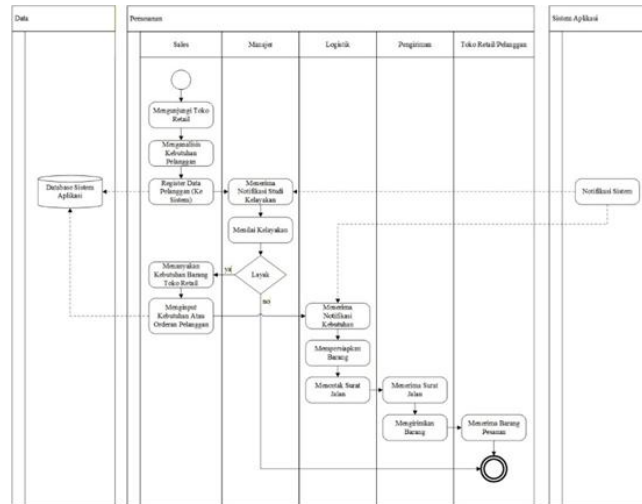 Data
Pemesanan
Sistem Aplikasi
Sales
Manajer
Logistik
Pengiriman
Toko Retail Pelanggan
Mengunjungi Toko
Retail
Menganalisis
Kebutuhan
Pelanggan
Database Sistem
Aplikasi
Register Data
Pelanggan (Ke
Sistem)
Menerima
Notifikasi Studi
Kelayakan
Notifikasi Sistem
Menilai Kelayakan
Menanyakan
Kebutuhan Barang
Toko Retail
ya
Layak
no
Menginput
Kebutuhan Atau
Orderan Pelanggan
Menerima
Notifikasi
Kebutuhan
Mempersiapkan
Barang
Mencetak Surat
Jalan
Menerima Surat
Jalan
Mengirimkan
Barang
Menerima Barang
Pesanan